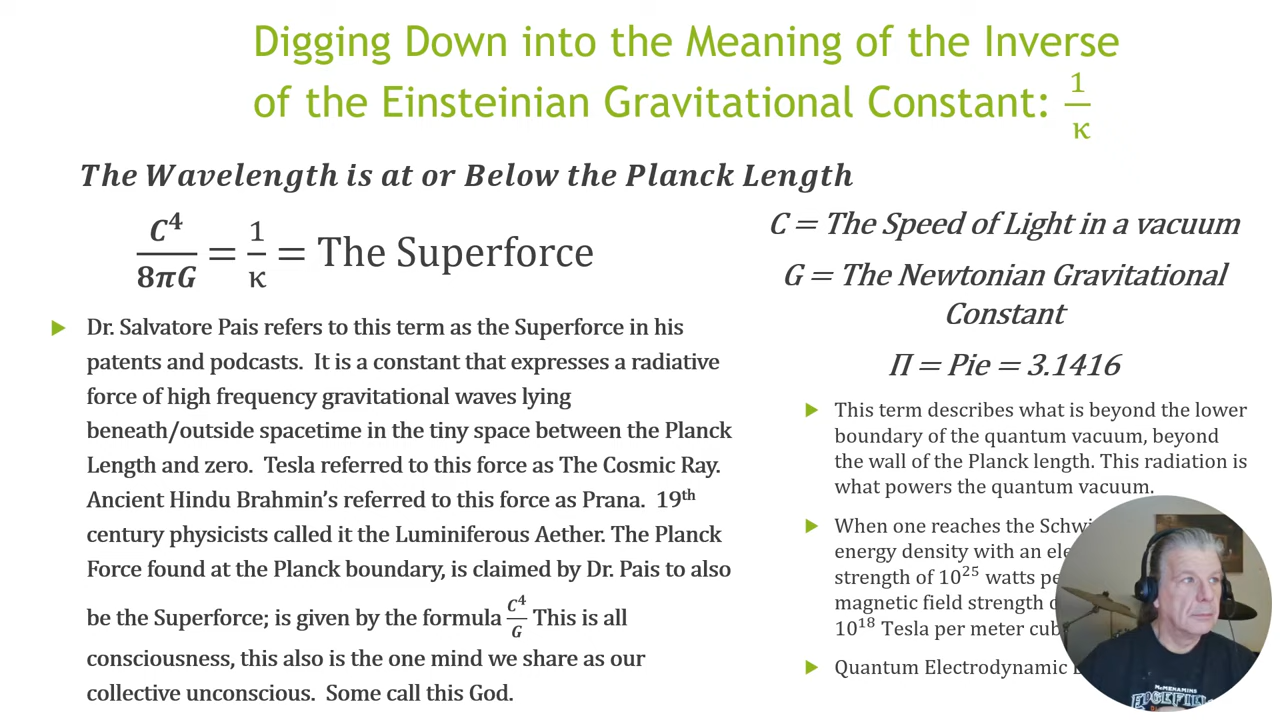 Digging Down into the Meaning of the Inverse
of the Einsteinian Gravitational Constant: 1/κ
The Wavelength is at or Below the Planck Length
C⁴/8πG = 1/κ = The Superforce
Dr. Salvatore Pais refers to this term as the Superforce in his
patents and podcasts. It is a constant that expresses a radiative
force of high frequency gravitational waves lying
beneath/outside spacetime in the tiny space between the Planck
Length and zero. Tesla referred to this force as The Cosmic Ray.
Ancient Hindu Brahmin's referred to this force as Prana. 19th
century physicists called it the Luminiferous Aether. The Planck
Force found at the Planck boundary, is claimed by Dr. Pais to also
be the Superforce; is given by the formula C⁴/G This is all
consciousness, this also is the one mind we share as our
collective unconscious. Some call this God.
C = The Speed of Light in a vacuum
G = The Newtonian Gravitational
Constant
Π = Pie = 3.1416
This term describes what is beyond the lower
boundary of the quantum vacuum, beyond
the wall of the Planck length. This radiation is
what powers the quantum vacuum.
When one reaches the
energy density with an
strength of 10²⁵ watts
magnetic field strength
10¹⁸ Tesla per meter
Quantum Electrodynamic
McMENAMINS
EDGEFIELD